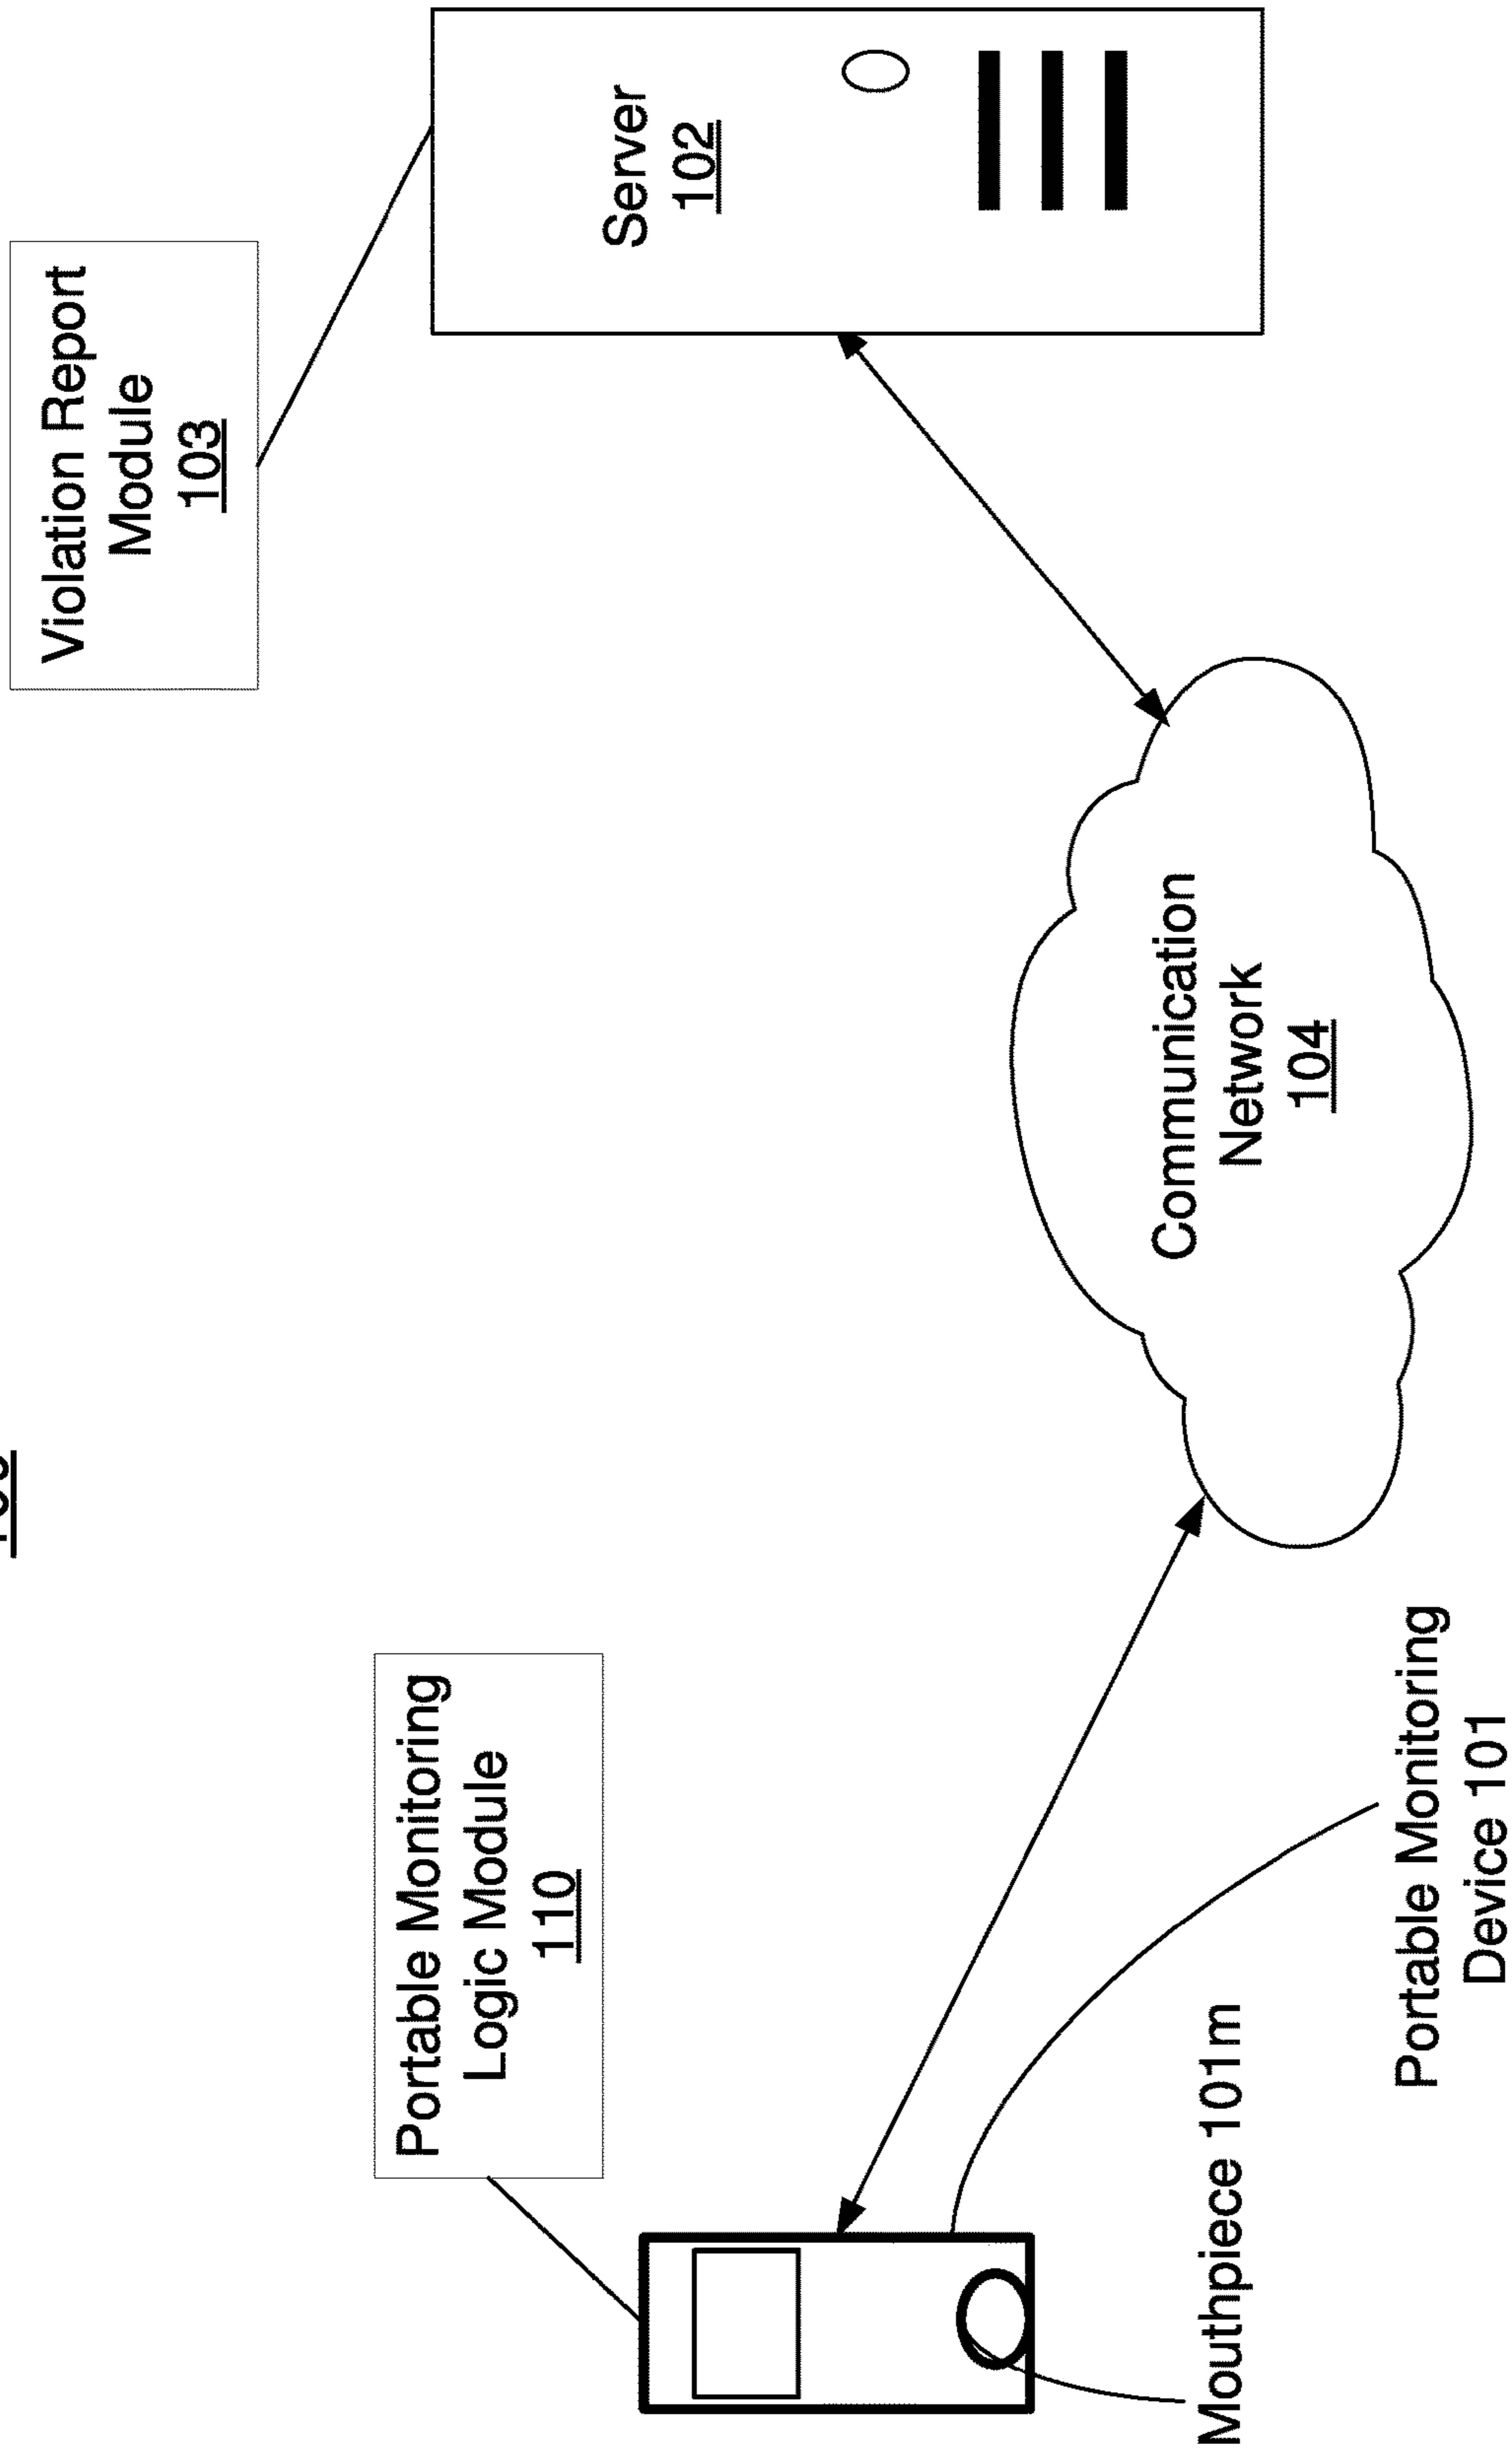 Portable Monitoring
Logic Module
110
Mouthpiece 101m
Portable Monitoring
Device 101
Communication
Network
104
Violation Report
Module
103
Server
102